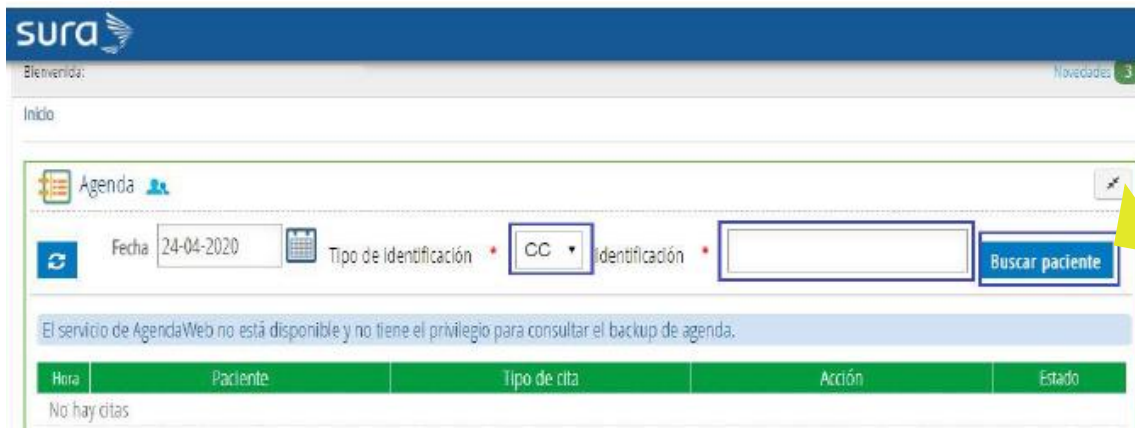 sura
Bienvenida:
Novedades 3
Inicio
Agenda
Fecha 24-04-2020 Tipo de identificación * CC Identificación * Buscar paciente
El servicio de AgendaWeb no está disponible y no tiene el privilegio para consultar el backup de agenda.
Hora Paciente Tipo de cita Acción Estado
No hay citas